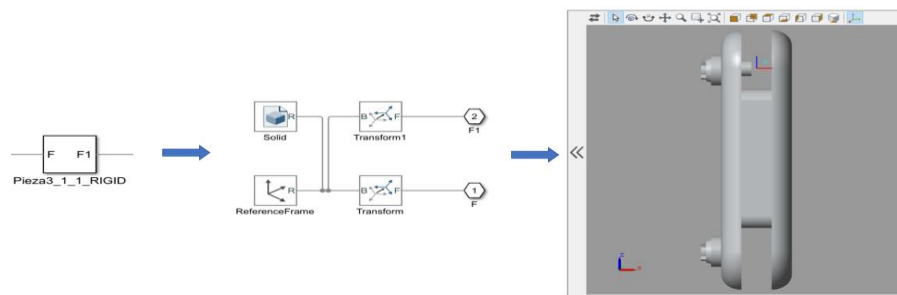 F F1
Pieza3_1_1_RIGID
R
Solid
B F
Transform1
2
F1
R
ReferenceFrame
B F
Transform
1
F
z
x